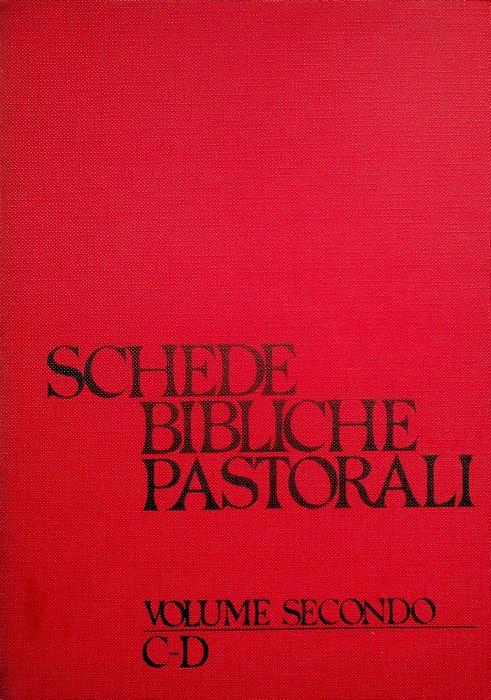 SCHEDE
BIBLICHE
PASTORALI
VOLUME SECONDO
C-D